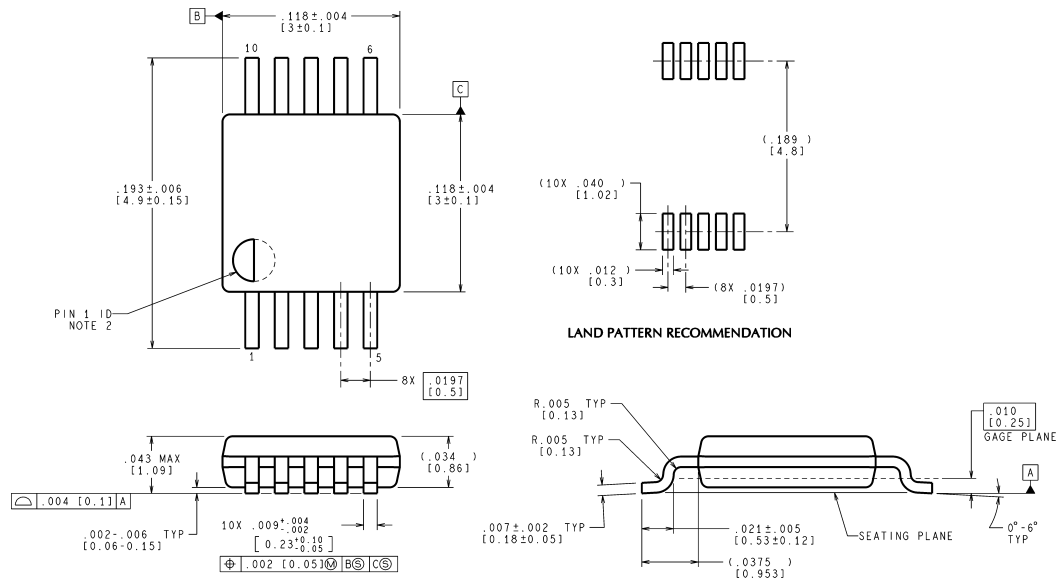 B
.118±.004
[3±0.1]
10
6
C
.193±.006
[4.9±0.15]
.118±.004
[3±0.1]
PIN 1 ID
NOTE 2
1
5
8X .0197
[0.5]
(.189 )
[4.8]
(10X .040 )
[1.02]
(10X .012 )
[0.3]
(8X .0197)
[0.5]
LAND PATTERN RECOMMENDATION
.043 MAX
[1.09]
(.034 )
[0.86]
⌓ .004 [0.1] A
.002-.006 TYP
[0.06-0.15]
10X .009 +.004 -.002
[ 0.23 +0.10 -0.05 ]
⌖ .002 [0.05]Ⓜ BⓈ CⓈ
R.005 TYP
[0.13]
R.005 TYP
[0.13]
.010
[0.25]
GAGE PLANE
A
.007±.002 TYP
[0.18±0.05]
.021±.005
[0.53±0.12]
SEATING PLANE
0°-6°
TYP
(.0375 )
[0.953]